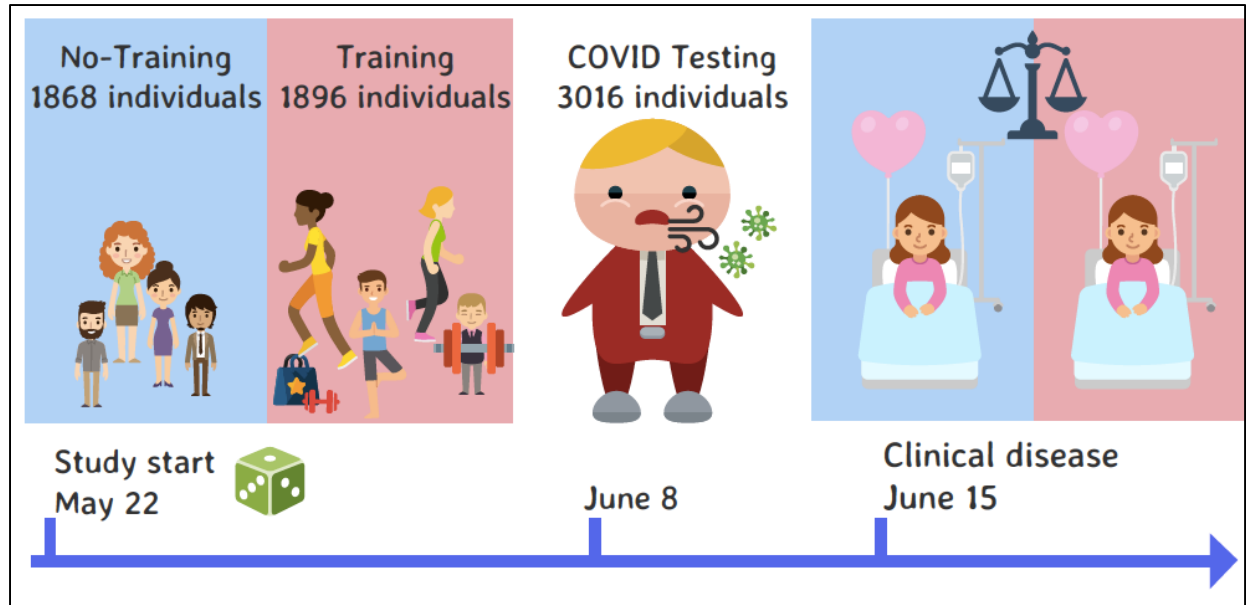 No-Training
1868 individuals
Training
1896 individuals
COVID Testing
3016 individuals
Study start
May 22
June 8
Clinical disease
June 15